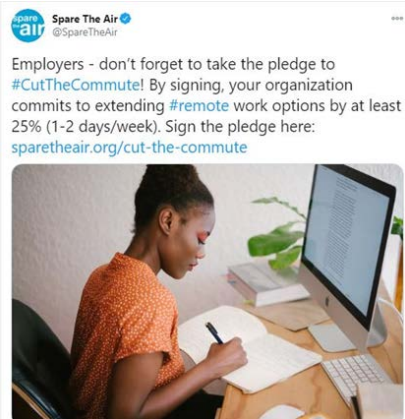 spare
the
air
Spare The Air
@SpareTheAir
Employers - don't forget to take the pledge to
#CutTheCommute! By signing, your organization
commits to extending #remote work options by at least
25% (1-2 days/week). Sign the pledge here:
sparetheair.org/cut-the-commute